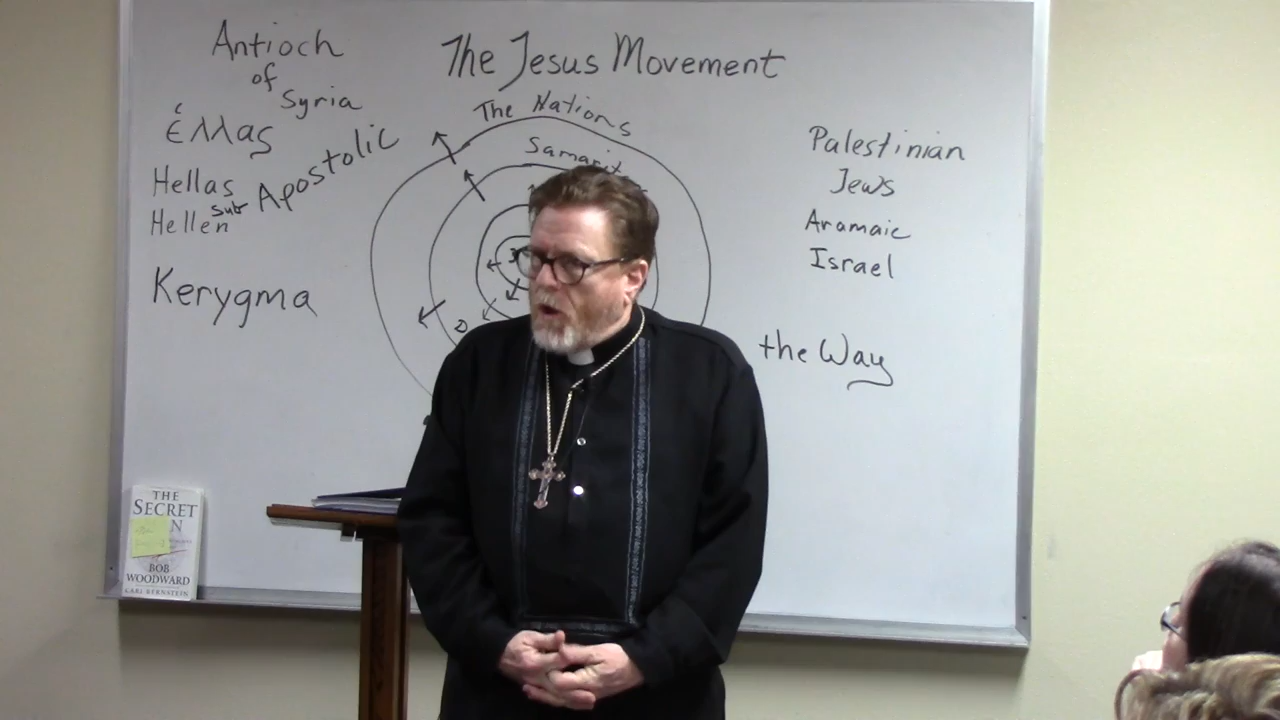 Antioch
of
Syria
έλλας
Hellas
Hellen
Sub Apostolic
Kerygma
The Jesus Movement
The Nations
Palestinian
Jews
Aramaic
Israel
the Way
THE
SECRET
BOB
WOODWARD
CARL BERNSTEIN